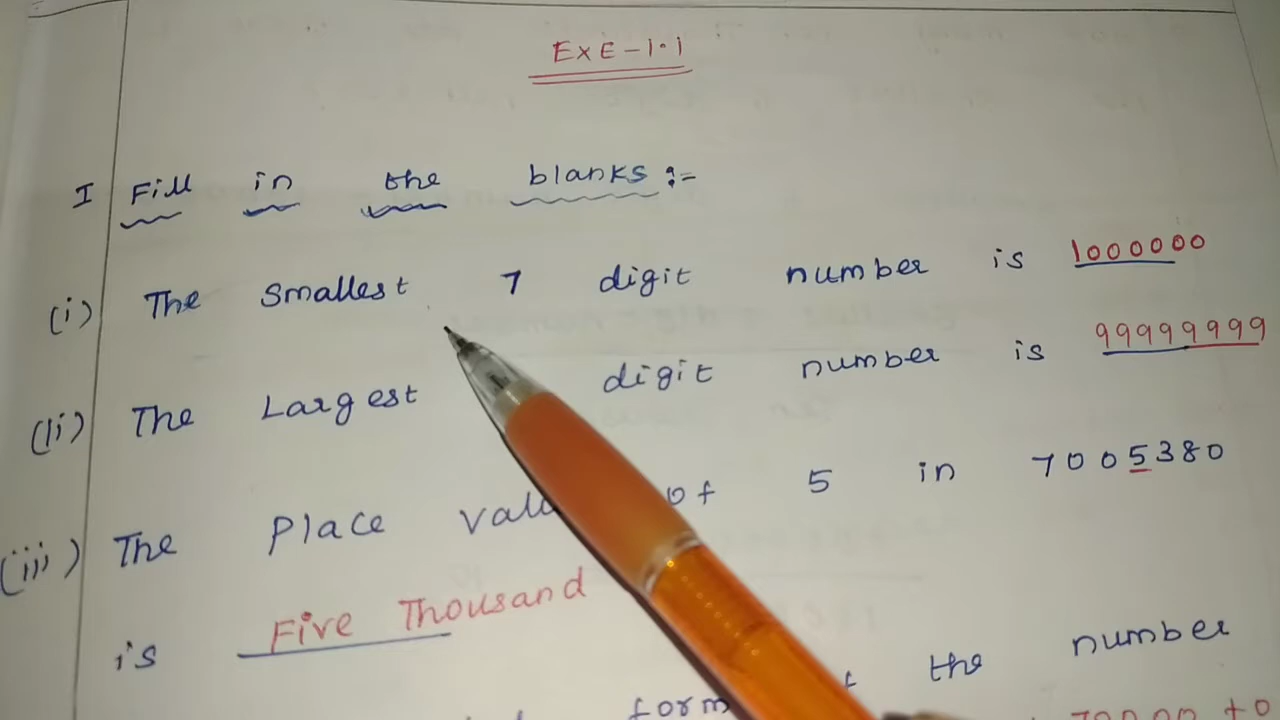 EXE-1.1
I Fill in the blanks :-
(i) The Smallest 7 digit number is 1000000
(ii) The Largest digit number is 99999999
(iii) The Place of 5 in 7005380
is Five Thousand
the number